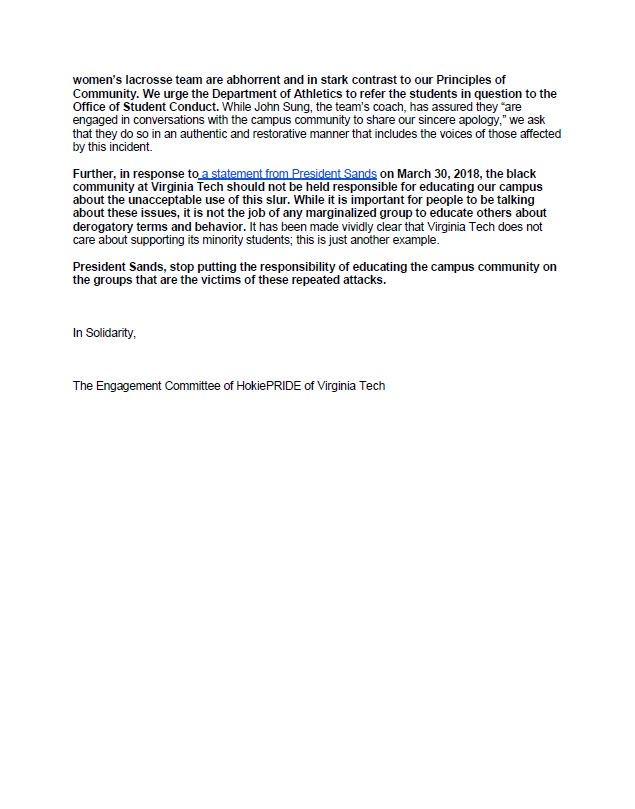 women's lacrosse team are abhorrent and in stark contrast to our Principles of
Community. We urge the Department of Athletics to refer the students in question to the
Office of Student Conduct. While John Sung, the team's coach, has assured they “are
engaged in conversations with the campus community to share our sincere apology,” we ask
that they do so in an authentic and restorative manner that includes the voices of those affected
by this incident.
Further, in response to a statement from President Sands on March 30, 2018, the black
community at Virginia Tech should not be held responsible for educating our campus
about the unacceptable use of this slur. While it is important for people to be talking
about these issues, it is not the job of any marginalized group to educate others about
derogatory terms and behavior. It has been made vividly clear that Virginia Tech does not
care about supporting its minority students; this is just another example.
President Sands, stop putting the responsibility of educating the campus community on
the groups that are the victims of these repeated attacks.
In Solidarity,
The Engagement Committee of HokiePRIDE of Virginia Tech